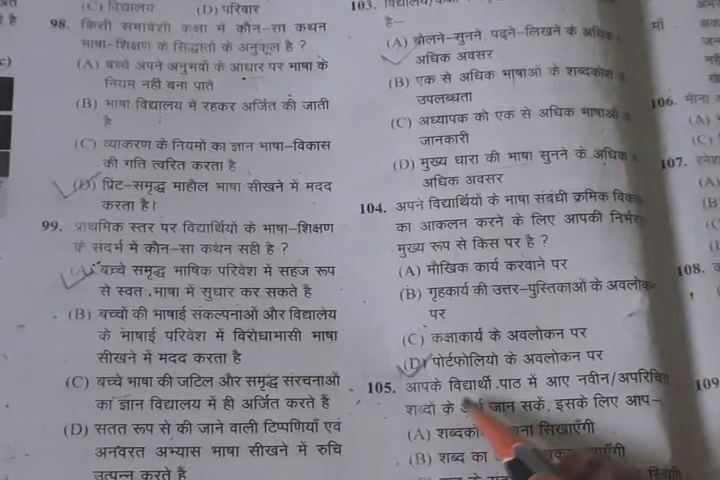 (C) विद्यालय (D) परिवार
98. किसी समावेशी कक्षा में कौन-सा कथन
भाषा-शिक्षण के सिद्धांतों के अनुकूल है ?
(A) बच्चे अपने अनुभवों के आधार पर भाषा के
नियम नहीं बना पाते
(B) भाषा विद्यालय में रहकर अर्जित की जाती
है
(C) व्याकरण के नियमों का ज्ञान भाषा-विकास
की गति त्वरित करता है
(D) प्रिंट-समृद्ध माहौल भाषा सीखने में मदद
करता है।
99. प्राथमिक स्तर पर विद्यार्थियों के भाषा-शिक्षण
के संदर्भ में कौन-सा कथन सही है ?
(A) बच्चे समृद्ध भाषिक परिवेश में सहज रूप
से स्वतः भाषा में सुधार कर सकते है
(B) बच्चों की भाषाई संकल्पनाओं और विद्यालय
के भाषाई परिवेश में विरोधाभासी भाषा
सीखने में मदद करता है
(C) बच्चे भाषा की जटिल और समृद्ध संरचनाओं
का ज्ञान विद्यालय में ही अर्जित करते हैं
(D) सतत रूप से की जाने वाली टिप्पणियाँ एवं
अनवरत अभ्यास भाषा सीखने में रुचि
उत्पन्न करते है
103.
है—
(A) बोलने-सुनने, पढ़ने-लिखने के अधिक
अधिक अवसर
(B) एक से अधिक भाषाओं के शब्दकोश
उपलब्धता
(C) अध्यापक को एक से अधिक भाषाओं
जानकारी
(D) मुख्य धारा की भाषा सुनने के अधिक
अधिक अवसर
104. अपने विद्यार्थियों के भाषा संबंधी क्रमिक
का आकलन करने के लिए आपकी
मुख्य रूप से किस पर है ?
(A) मौखिक कार्य करवाने पर
(B) गृहकार्य की उत्तर-पुस्तिकाओं के
पर
(C) कक्षाकार्य के अवलोकन पर
(D) पोर्टफोलियो के अवलोकन पर
105. आपके विद्यार्थी पाठ में आए नवीन/
शब्दों के जान सकें, इसके लिए आप—
(A) सिखाएँगी
(B) शब्द का
माँ
106. मीना
(A)
107.
(A)
(B)
108.
109